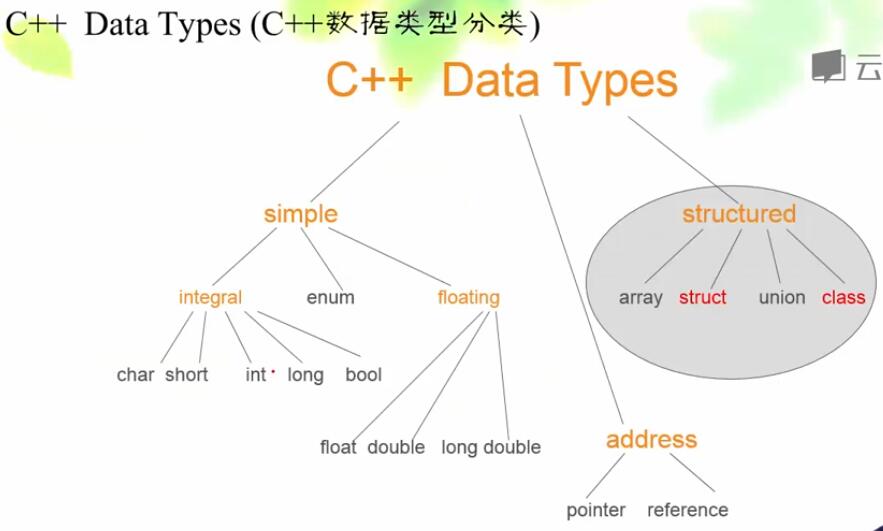 C++ Data Types (C++数据类型分类)
C++ Data Types
云
simple
structured
integral enum floating
array struct union class
char short int long bool
float double long double
address
pointer reference